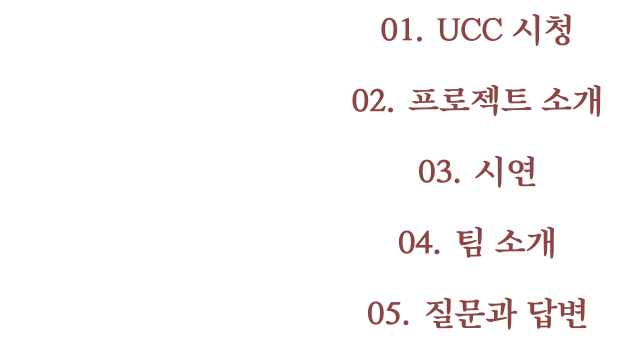 01. UCC 시청
02. 프로젝트 소개
03. 시연
04. 팀 소개
05. 질문과 답변